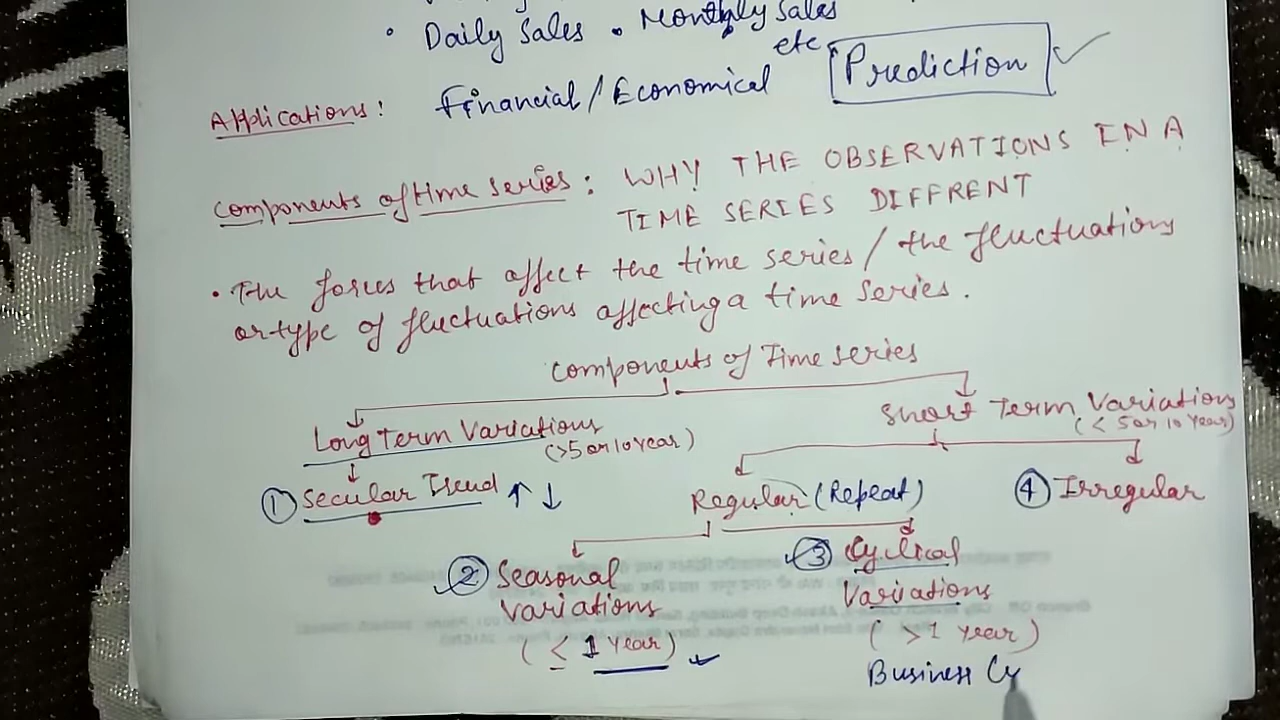 • Daily Sales • Monthly Sales
etc
Applications: Financial/Economical Prediction
Components of time series: WHY THE OBSERVATIONS IN A
TIME SERIES DIFFRENT
• The forces that affect the time series / the fluctuations
or type of fluctuations affecting a time series.
Components of Time series
Long Term Variations
(>5 or 10 year)
Short Term Variations
(< 5 or 10 year)
① Secular Trend ↑ ↓
Regular (Repeat)
④ Irregular
② Seasonal
Variations
(≤ 1 year)
③ Cyclical
Variations
( >1 year)
Business Cy